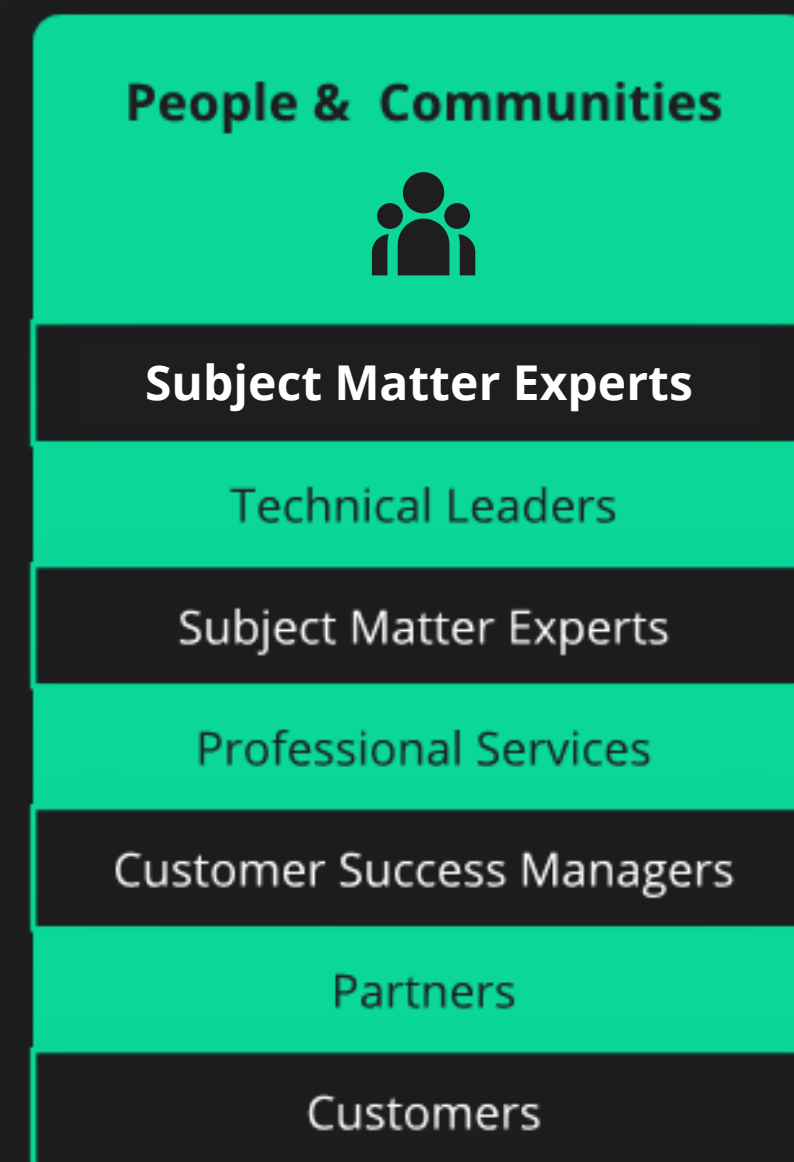 People & Communities
Subject Matter Experts
Technical Leaders
Subject Matter Experts
Professional Services
Customer Success Managers
Partners
Customers